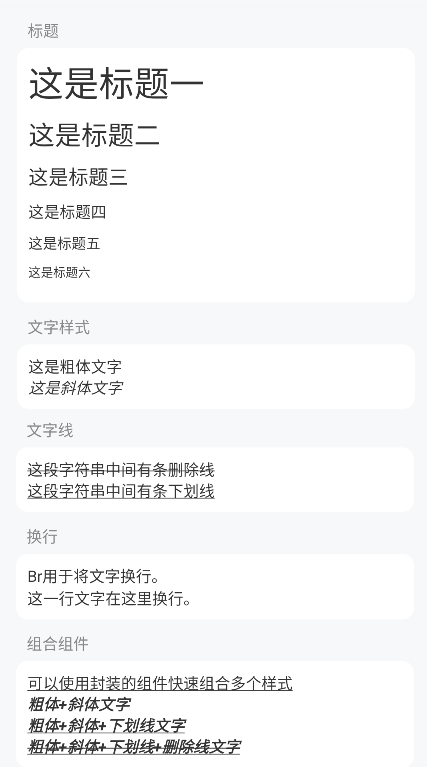 标题
这是标题一
这是标题二
这是标题三
这是标题四
这是标题五
这是标题六
文字样式
这是粗体文字
这是斜体文字
文字线
这段字符串中间有条删除线
这段字符串中间有条下划线
换行
Br用于将文字换行。
这一行文字在这里换行。
组合组件
可以使用封装的组件快速组合多个样式
粗体+斜体文字
粗体+斜体+下划线文字
粗体+斜体+下划线+删除线文字